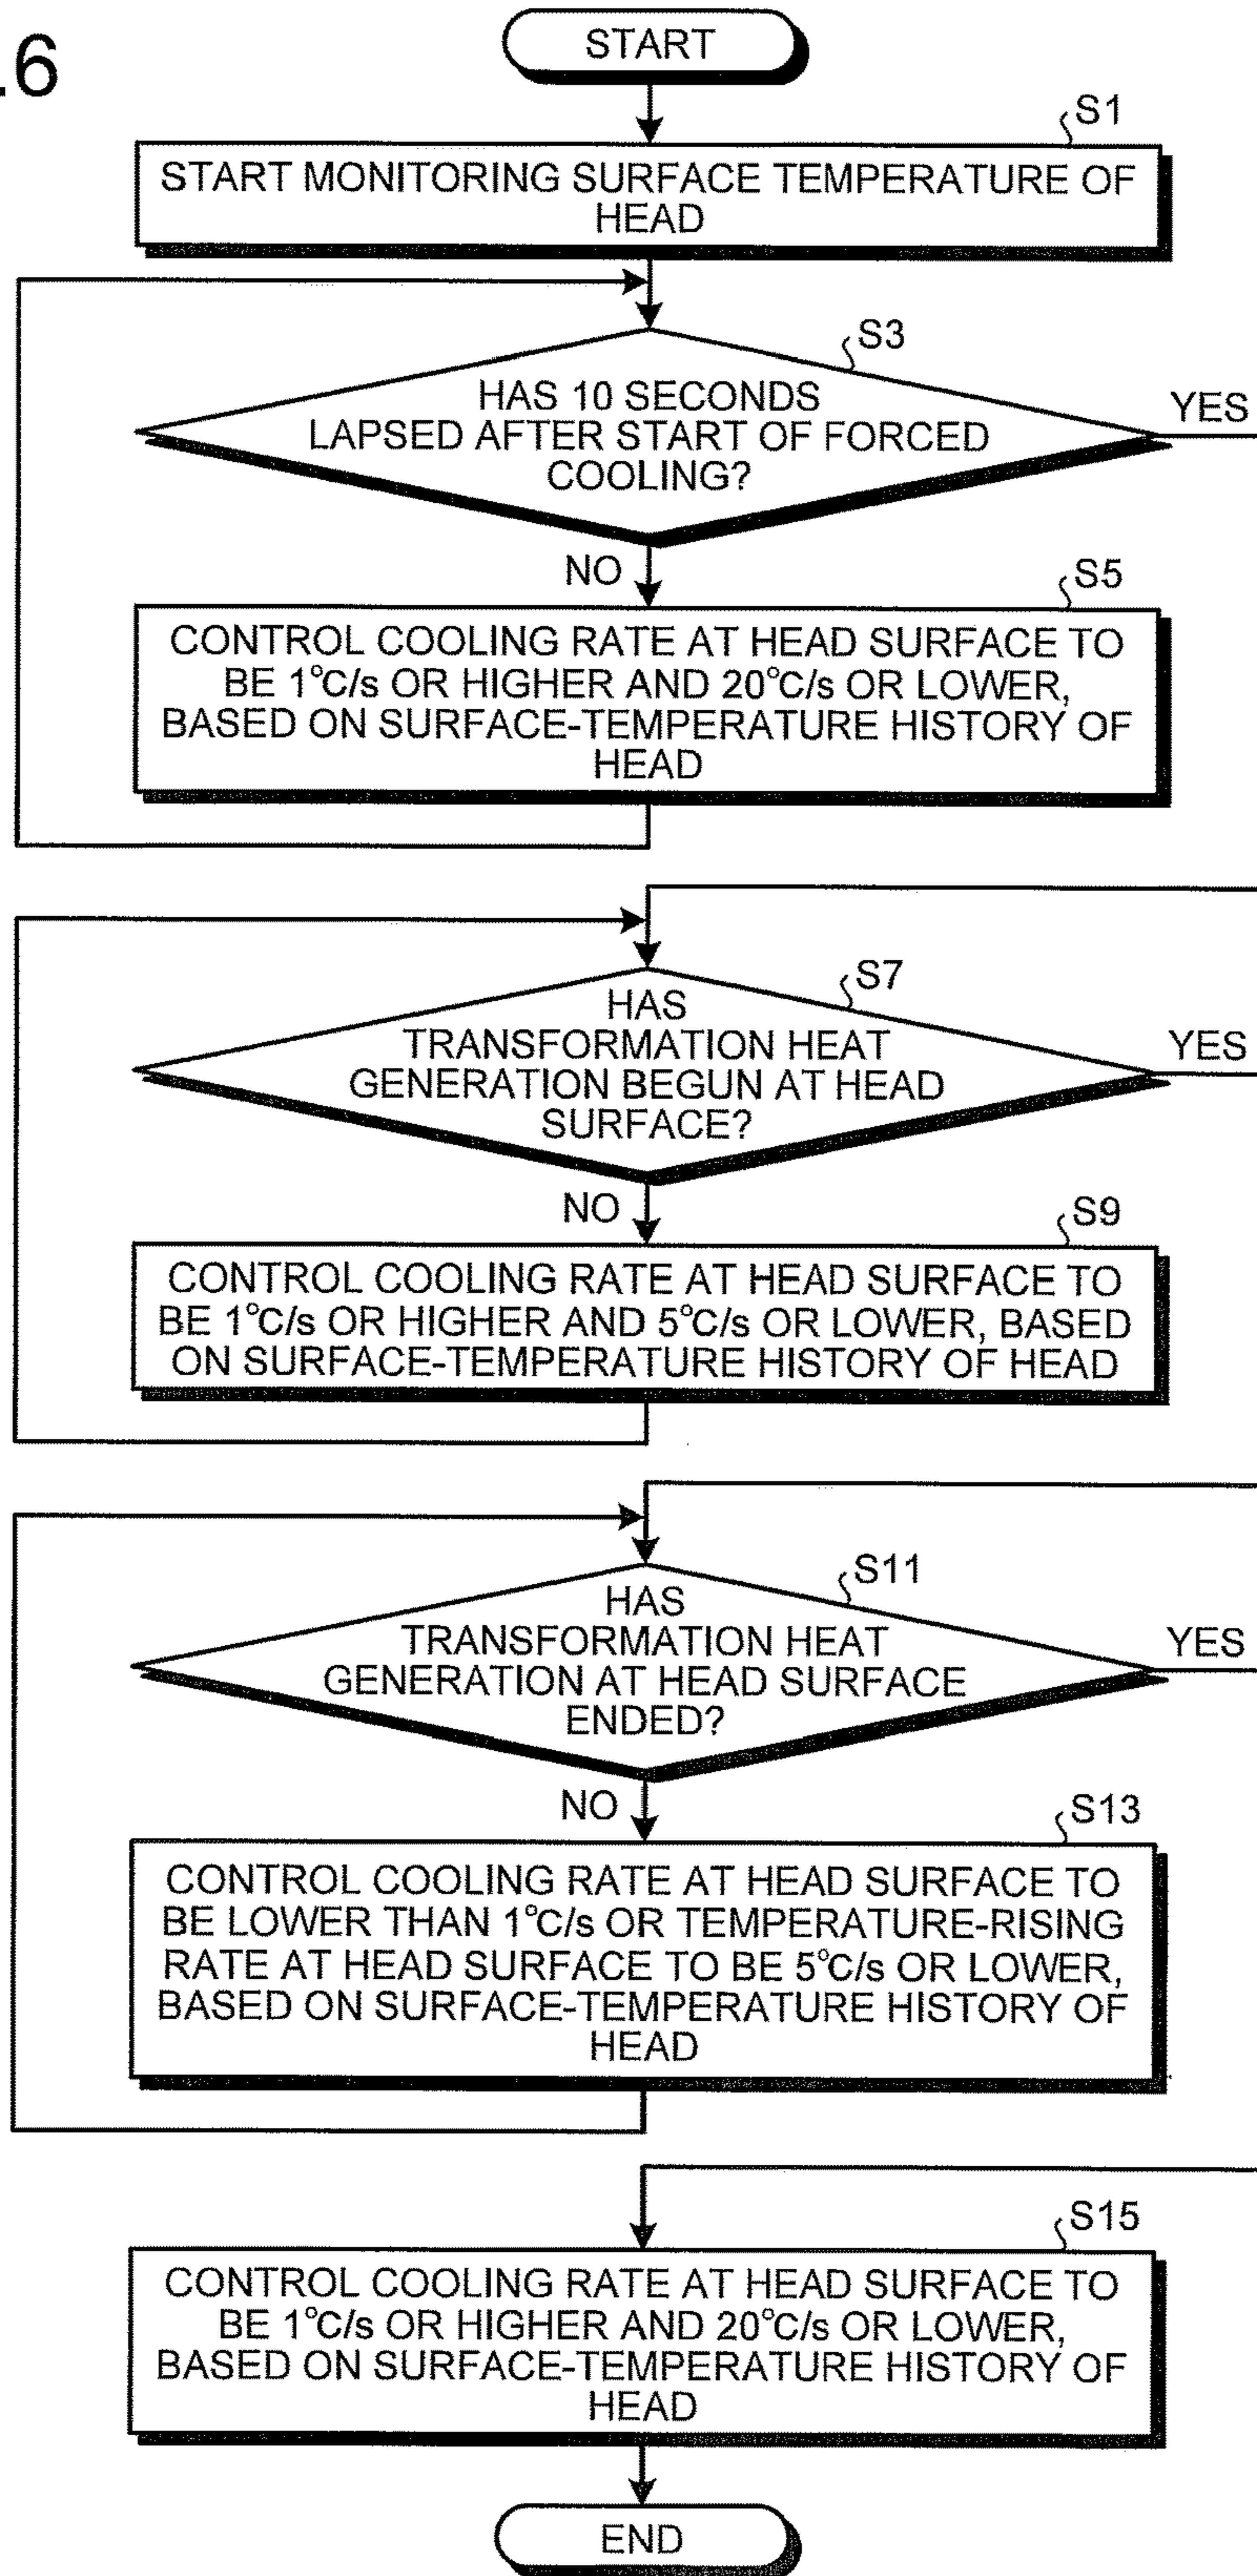 .6
START
S1
START MONITORING SURFACE TEMPERATURE OF
HEAD
S3
HAS 10 SECONDS
LAPSED AFTER START OF FORCED
COOLING?
YES
NO
S5
CONTROL COOLING RATE AT HEAD SURFACE TO
BE 1°C/s OR HIGHER AND 20°C/s OR LOWER,
BASED ON SURFACE-TEMPERATURE HISTORY OF
HEAD
S7
HAS
TRANSFORMATION HEAT
GENERATION BEGUN AT HEAD
SURFACE?
YES
NO
S9
CONTROL COOLING RATE AT HEAD SURFACE TO
BE 1°C/s OR HIGHER AND 5°C/s OR LOWER, BASED
ON SURFACE-TEMPERATURE HISTORY OF HEAD
S11
HAS
TRANSFORMATION HEAT
GENERATION AT HEAD SURFACE
ENDED?
YES
NO
S13
CONTROL COOLING RATE AT HEAD SURFACE TO
BE LOWER THAN 1°C/s OR TEMPERATURE-RISING
RATE AT HEAD SURFACE TO BE 5°C/s OR LOWER,
BASED ON SURFACE-TEMPERATURE HISTORY OF
HEAD
S15
CONTROL COOLING RATE AT HEAD SURFACE TO
BE 1°C/s OR HIGHER AND 20°C/s OR LOWER,
BASED ON SURFACE-TEMPERATURE HISTORY OF
HEAD
END